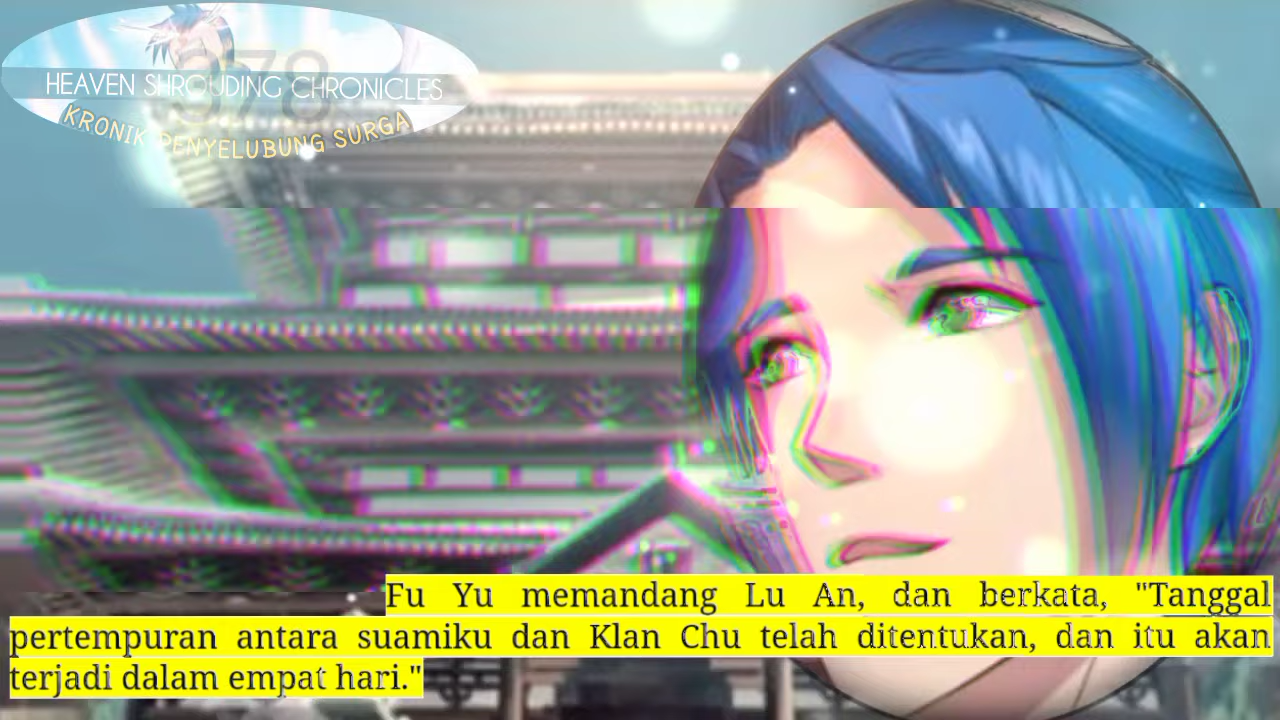 378
HEAVEN SHROUDING CHRONICLES
KRONIK PENYELUBUNG SURGA
Fu Yu memandang Lu An, dan berkata, "Tanggal
pertempuran antara suamiku dan Klan Chu telah ditentukan, dan itu akan
terjadi dalam empat hari."